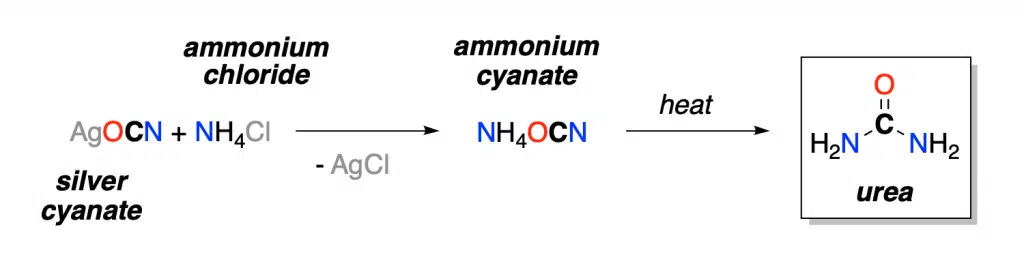 ammonium
chloride
ammonium
cyanate
AgOCN + NH4Cl
- AgCl
NH4OCN
heat
O
C
H2N
NH2
silver
cyanate
urea